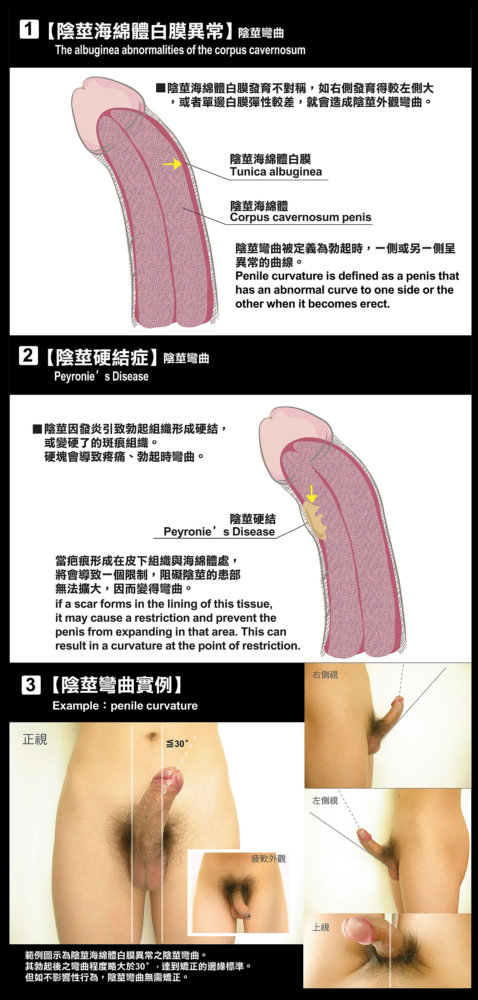 1【陰莖海綿體白膜異常】陰莖彎曲
The albuginea abnormalities of the corpus cavernosum
■陰莖海綿體白膜發育不對稱，如右側發育得較左側大
，或者單邊白膜彈性較差，就會造成陰莖外觀彎曲。
陰莖海綿體白膜
Tunica albuginea
陰莖海綿體
Corpus cavernosum penis
陰莖彎曲被定義為勃起時，一側或另一側呈
異常的曲線。
Penile curvature is defined as a penis that
has an abnormal curve to one side or the
other when it becomes erect.
2【陰莖硬結症】陰莖彎曲
Peyronie’s Disease
■陰莖因發炎引致勃起組織形成硬結，
或變硬了的斑痕組織。
硬塊會導致疼痛、勃起時彎曲。
陰莖硬結
Peyronie’s Disease
當疤痕形成在皮下組織與海綿體處，
將會導致一個限制，阻礙陰莖的患部
無法擴大，因而變得彎曲。
if a scar forms in the lining of this tissue,
it may cause a restriction and prevent the
penis from expanding in that area. This can
result in a curvature at the point of restriction.
3【陰莖彎曲實例】
Example：penile curvature
右側視
正視
≦30°
左側視
疲軟外觀
上視
範例圖示為陰莖海綿體白膜異常之陰莖彎曲。
其勃起後之彎曲程度略大於30°，達到矯正的邊緣標準。
但如不影響性行為，陰莖彎曲無需矯正。